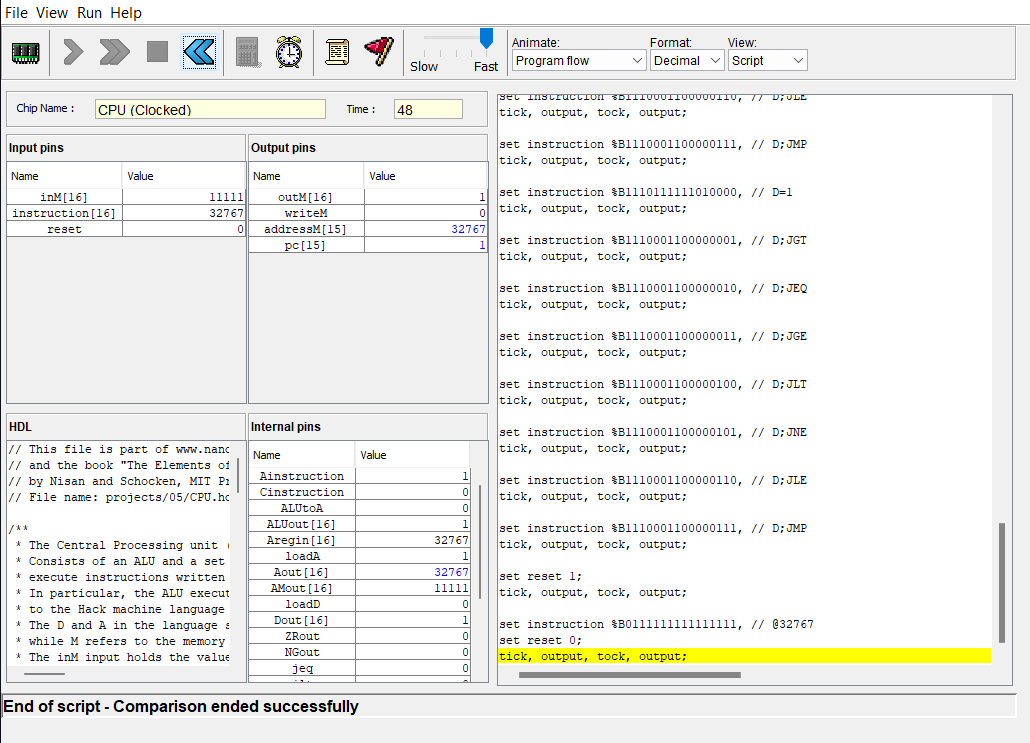 File View Run Help
Slow Fast
Animate: Format: View:
Program flow Decimal Script
Chip Name : CPU (Clocked) Time : 48
Input pins
Name Value
inM[16] 11111
instruction[16] 32767
reset 0
Output pins
Name Value
outM[16] 1
writeM 0
addressM[15] 32767
pc[15] 1
HDL
// This file is part of www.nand
// and the book "The Elements of
// by Nisan and Schocken, MIT Pr
// File name: projects/05/CPU.hd
/**
* The Central Processing unit (
* Consists of an ALU and a set
* execute instructions written
* In particular, the ALU execut
* to the Hack machine language
* The D and A in the language s
* while M refers to the memory
* The inM input holds the value
Internal pins
Name Value
Ainstruction 1
Cinstruction 0
ALUtoA 0
ALUout[16] 1
Aregin[16] 32767
loadA 1
Aout[16] 32767
AMout[16] 11111
loadD 0
Dout[16] 1
ZRout 0
NGout 0
jeq 0
set instruction %B1110001100000110, // D;JLE
tick, output, tock, output;
set instruction %B1110001100000111, // D;JMP
tick, output, tock, output;
set instruction %B1110111111010000, // D=1
tick, output, tock, output;
set instruction %B1110001100000001, // D;JGT
tick, output, tock, output;
set instruction %B1110001100000010, // D;JEQ
tick, output, tock, output;
set instruction %B1110001100000011, // D;JGE
tick, output, tock, output;
set instruction %B1110001100000100, // D;JLT
tick, output, tock, output;
set instruction %B1110001100000101, // D;JNE
tick, output, tock, output;
set instruction %B1110001100000110, // D;JLE
tick, output, tock, output;
set instruction %B1110001100000111, // D;JMP
tick, output, tock, output;
set reset 1;
tick, output, tock, output;
set instruction %B0111111111111111, // @32767
set reset 0;
tick, output, tock, output;
End of script - Comparison ended successfully